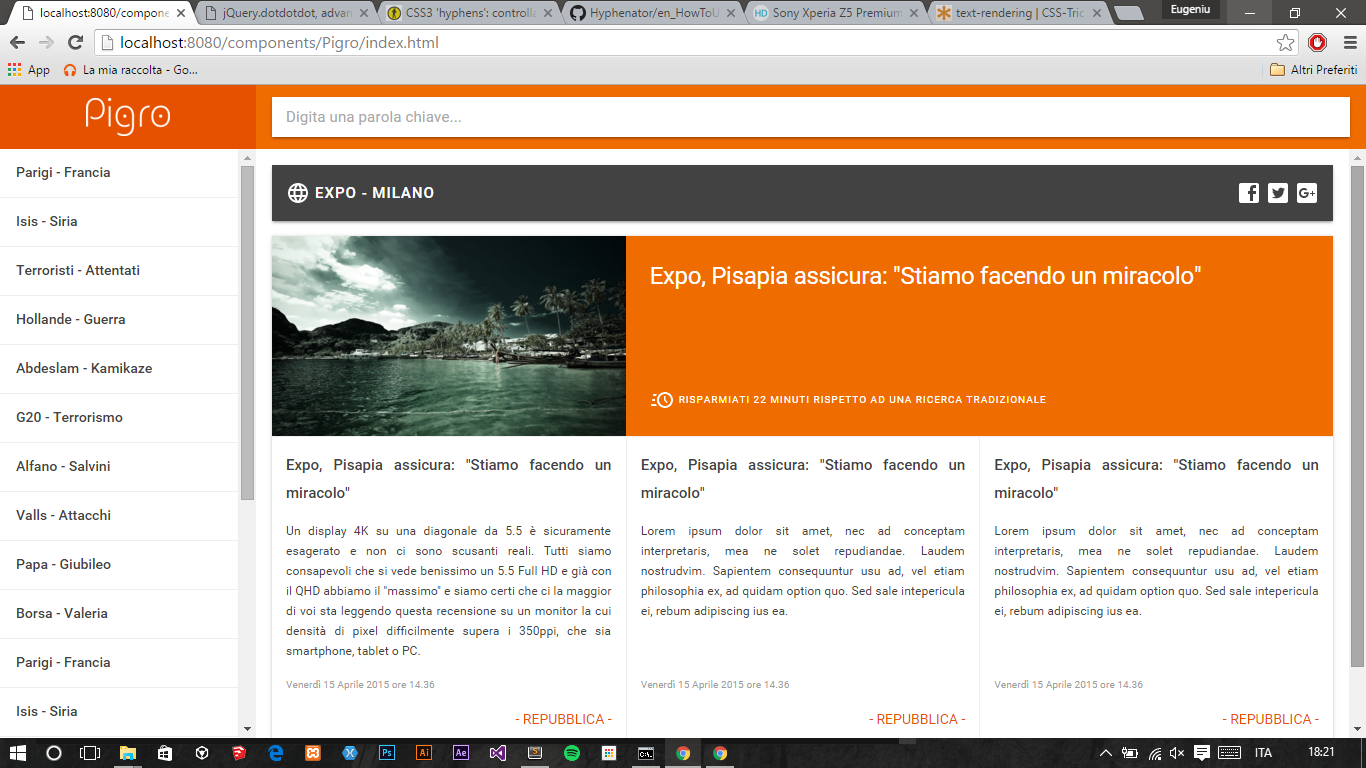 localhost:8080/compone
jQuery.dotdotdot, advan
CSS3 'hyphens': controlla
Hyphenator/en_HowToU
Sony Xperia Z5 Premium
text-rendering | CSS-Tric
Eugeniu
localhost:8080/components/Pigro/index.html
App
La mia raccolta - Go...
Altri Preferiti
Pigro
Digita una parola chiave...
Parigi - Francia
Isis - Siria
Terroristi - Attentati
Hollande - Guerra
Abdeslam - Kamikaze
G20 - Terrorismo
Alfano - Salvini
Valls - Attacchi
Papa - Giubileo
Borsa - Valeria
Parigi - Francia
Isis - Siria
EXPO - MILANO
Expo, Pisapia assicura: "Stiamo facendo un miracolo"
RISPARMIATI 22 MINUTI RISPETTO AD UNA RICERCA TRADIZIONALE
Expo, Pisapia assicura: "Stiamo facendo un
miracolo"
Un display 4K su una diagonale da 5.5 è sicuramente
esagerato e non ci sono scusanti reali. Tutti siamo
consapevoli che si vede benissimo un 5.5 Full HD e già con
il QHD abbiamo il "massimo" e siamo certi che ci la maggior
di voi sta leggendo questa recensione su un monitor la cui
densità di pixel difficilmente supera i 350ppi, che sia
smartphone, tablet o PC.
Venerdì 15 Aprile 2015 ore 14.36
- REPUBBLICA -
Expo, Pisapia assicura: "Stiamo facendo un
miracolo"
Lorem ipsum dolor sit amet, nec ad conceptam
interpretaris, mea ne solet repudiandae. Laudem
nostrudvim. Sapientem consequuntur usu ad, vel etiam
philosophia ex, ad quidam option quo. Sed sale intepericula
ei, rebum adipiscing ius ea.
Venerdì 15 Aprile 2015 ore 14.36
- REPUBBLICA -
Expo, Pisapia assicura: "Stiamo facendo un
miracolo"
Lorem ipsum dolor sit amet, nec ad conceptam
interpretaris, mea ne solet repudiandae. Laudem
nostrudvim. Sapientem consequuntur usu ad, vel etiam
philosophia ex, ad quidam option quo. Sed sale intepericula
ei, rebum adipiscing ius ea.
Venerdì 15 Aprile 2015 ore 14.36
- REPUBBLICA -
ITA
18:21